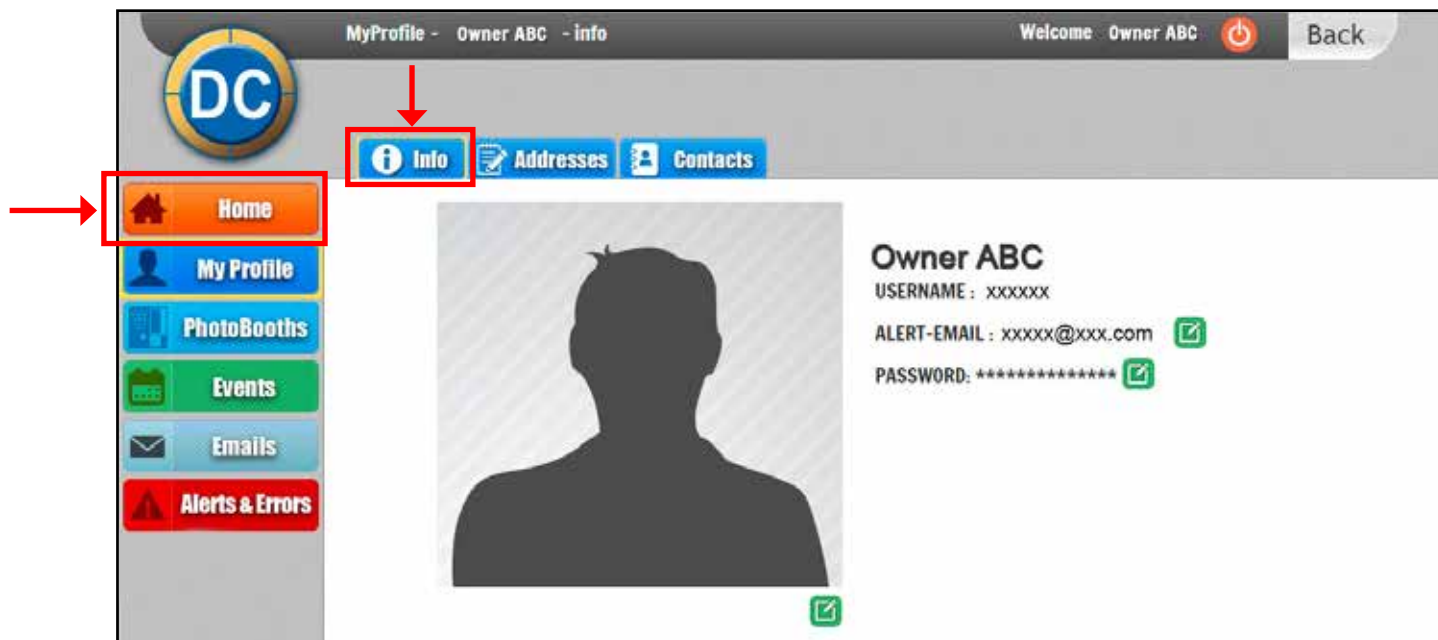 MyProfile - Owner ABC - info
Welcome Owner ABC
Back
DC
Info
Addresses
Contacts
Home
My Profile
PhotoBooths
Events
Emails
Alerts & Errors
Owner ABC
USERNAME : xxxxxx
ALERT-EMAIL : xxxxx@xxx.com
PASSWORD: **************